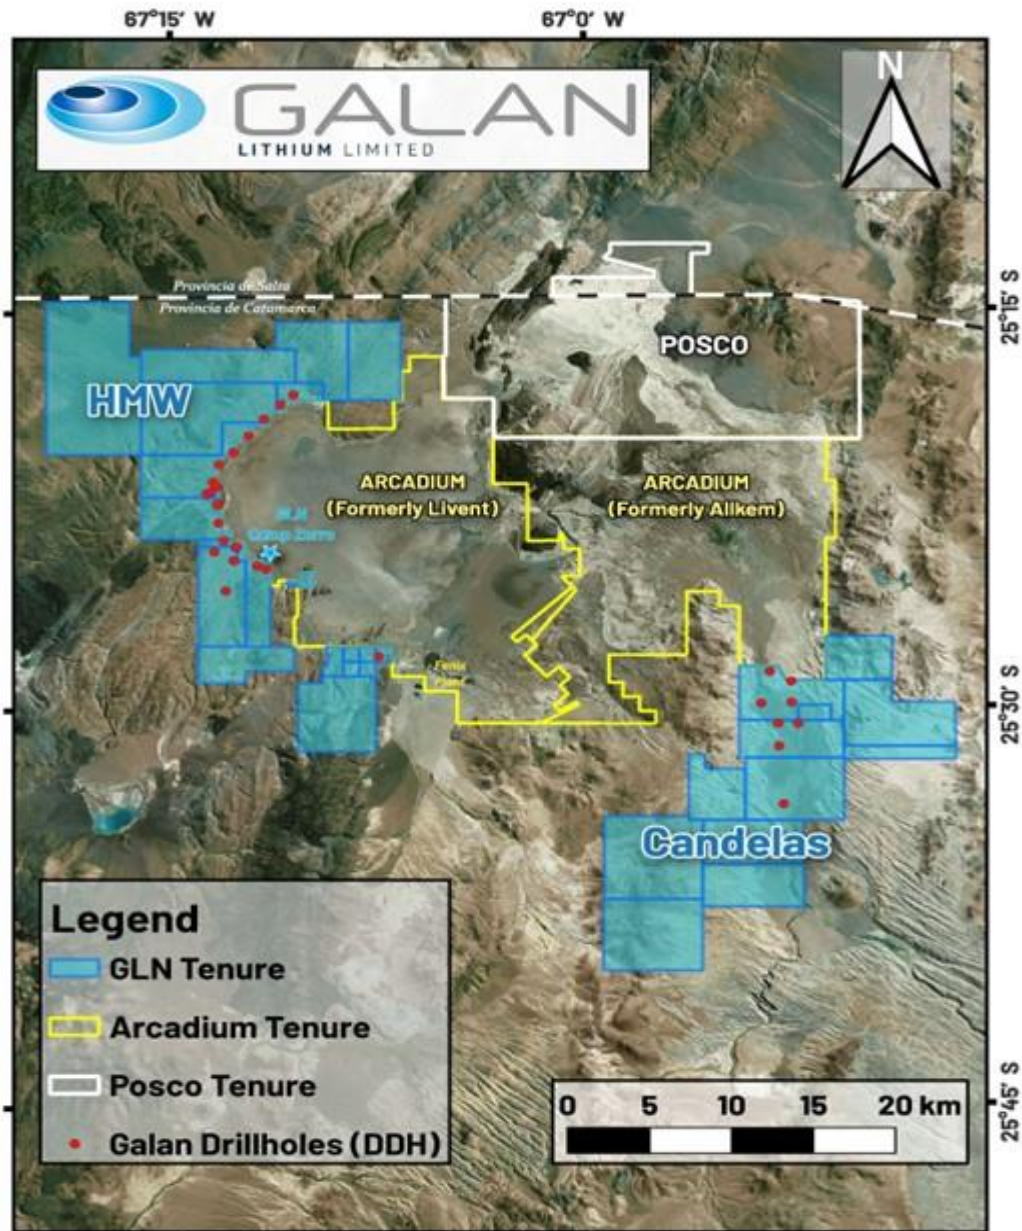 67°15' W
67°0' W
GALAN
LITHIUM LIMITED
N
Provincia de Salta
Provincia de Catamarca
25°15' S
POSCO
HMW
ARCADIUM
(Formerly Livent)
ARCADIUM
(Formerly Allkem)
Fenix
25°30' S
Candelas
Legend
GLN Tenure
Arcadium Tenure
Posco Tenure
Galan Drillholes (DDH)
0 5 10 15 20 km
25°45' S